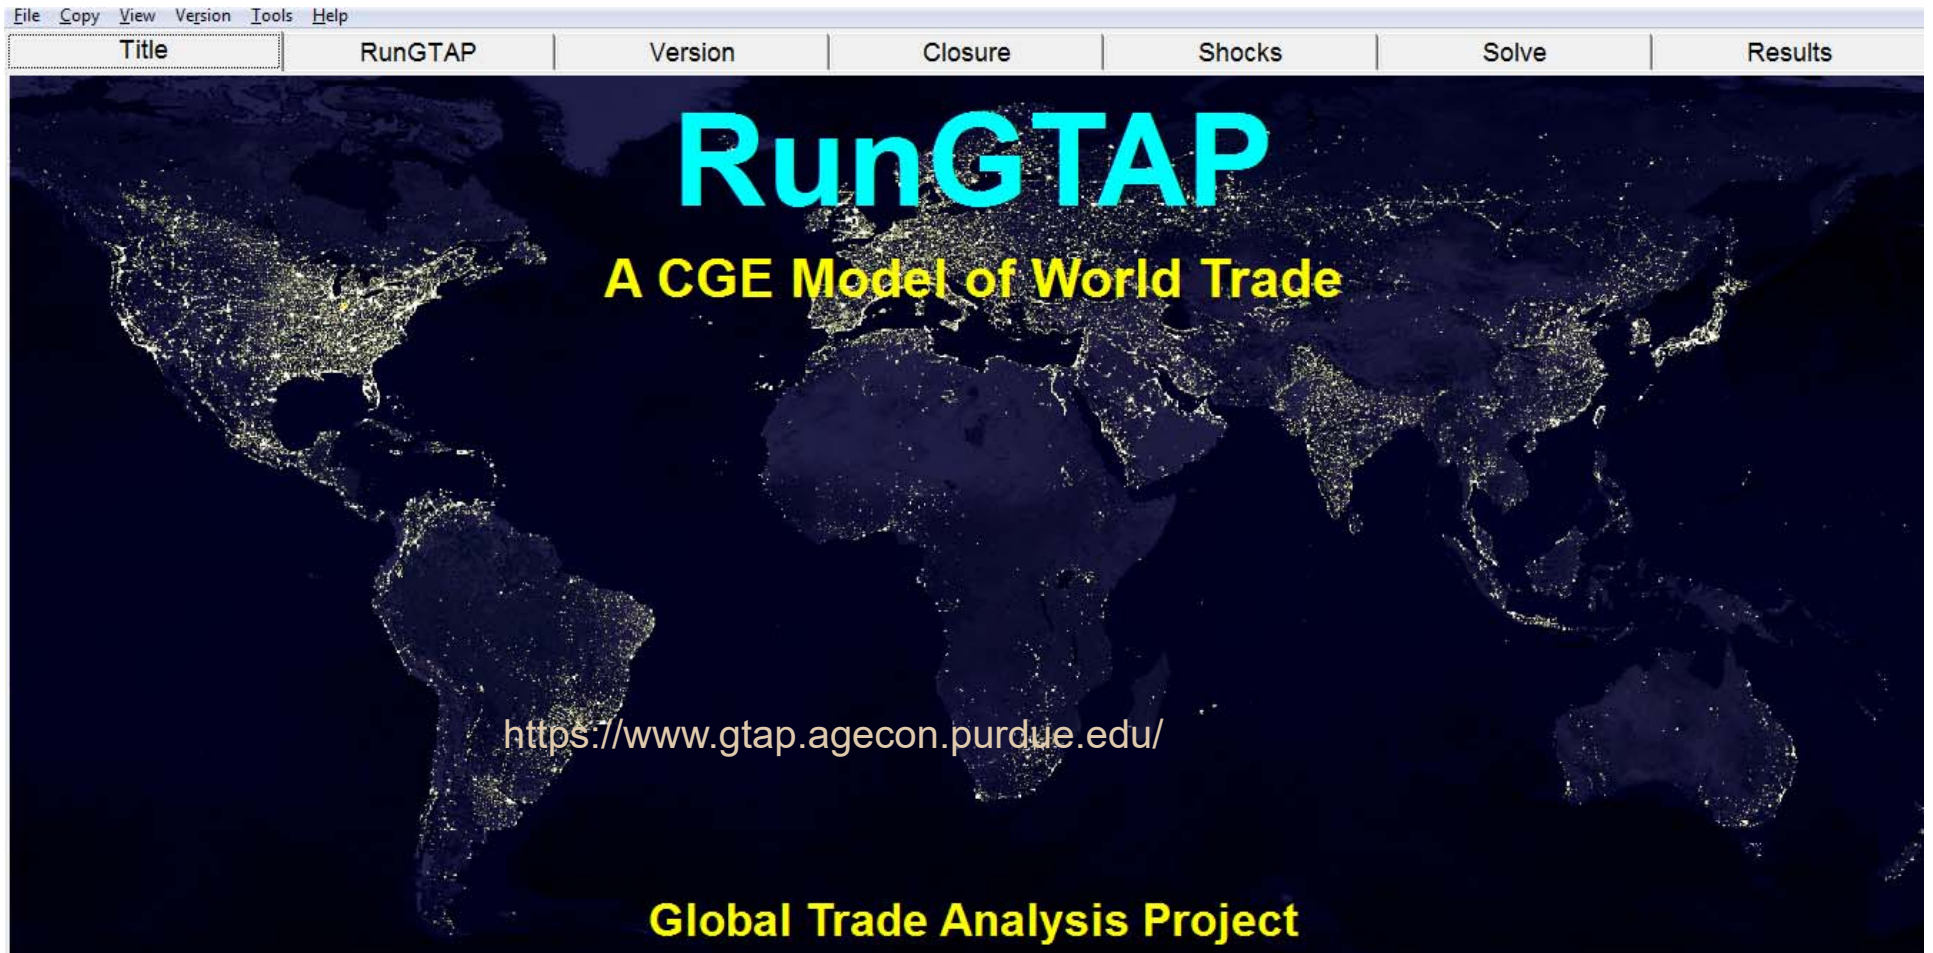 File Copy View Version Tools Help
Title RunGTAP Version Closure Shocks Solve Results
RunGTAP
A CGE Model of World Trade
https://www.gtap.agecon.purdue.edu/
Global Trade Analysis Project